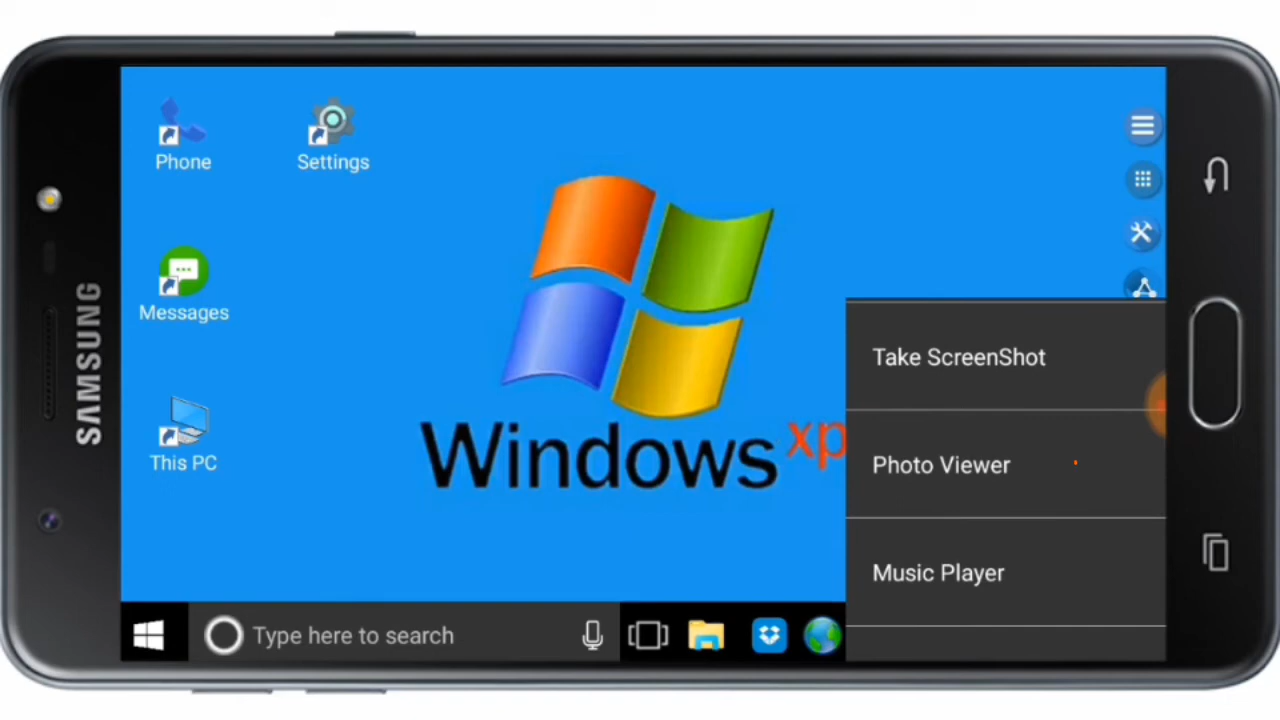 SAMSUNG
Phone
Settings
Messages
This PC
Windows xp
Take ScreenShot
Photo Viewer
Music Player
Type here to search